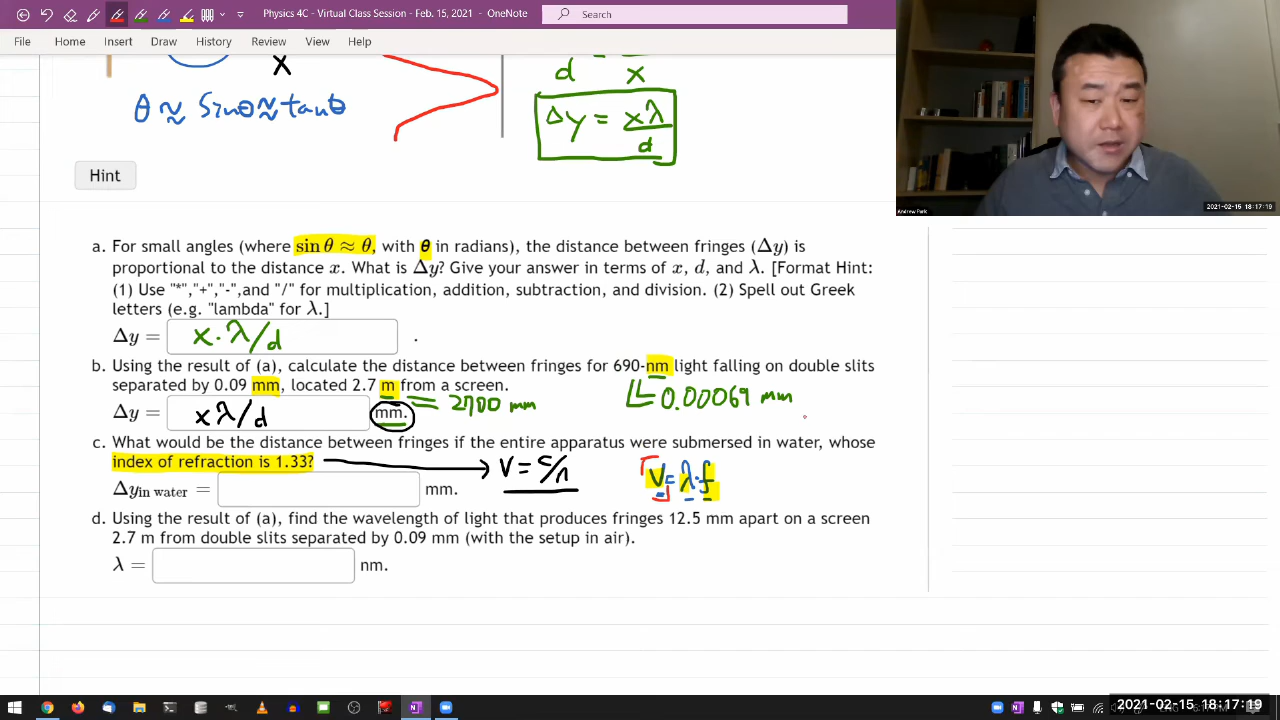 Physics 4C - Virtual Class Session - Feb. 15, 2021 - OneNote
Search
File Home Insert Draw History Review View Help
X
θ ≈ sinθ ≈ tanθ
d = x
Δy = xλ/d
Hint
a. For small angles (where sin θ ≈ θ, with θ in radians), the distance between fringes (Δy) is
proportional to the distance x. What is Δy? Give your answer in terms of x, d, and λ. [Format Hint:
(1) Use "*","+","-",and "/" for multiplication, addition, subtraction, and division. (2) Spell out Greek
letters (e.g. "lambda" for λ.]
Δy = x·λ/d .
b. Using the result of (a), calculate the distance between fringes for 690-nm light falling on double slits
separated by 0.09 mm, located 2.7 m from a screen.
= 2700 mm
0.00069 mm
Δy = xλ/d mm.
c. What would be the distance between fringes if the entire apparatus were submersed in water, whose
index of refraction is 1.33?
V = c/n
V = λ·f
Δy in water = mm.
d. Using the result of (a), find the wavelength of light that produces fringes 12.5 mm apart on a screen
2.7 m from double slits separated by 0.09 mm (with the setup in air).
λ = nm.
Andrew Park
2021-02-15 18:17:19
2021-02-15 18:17:19